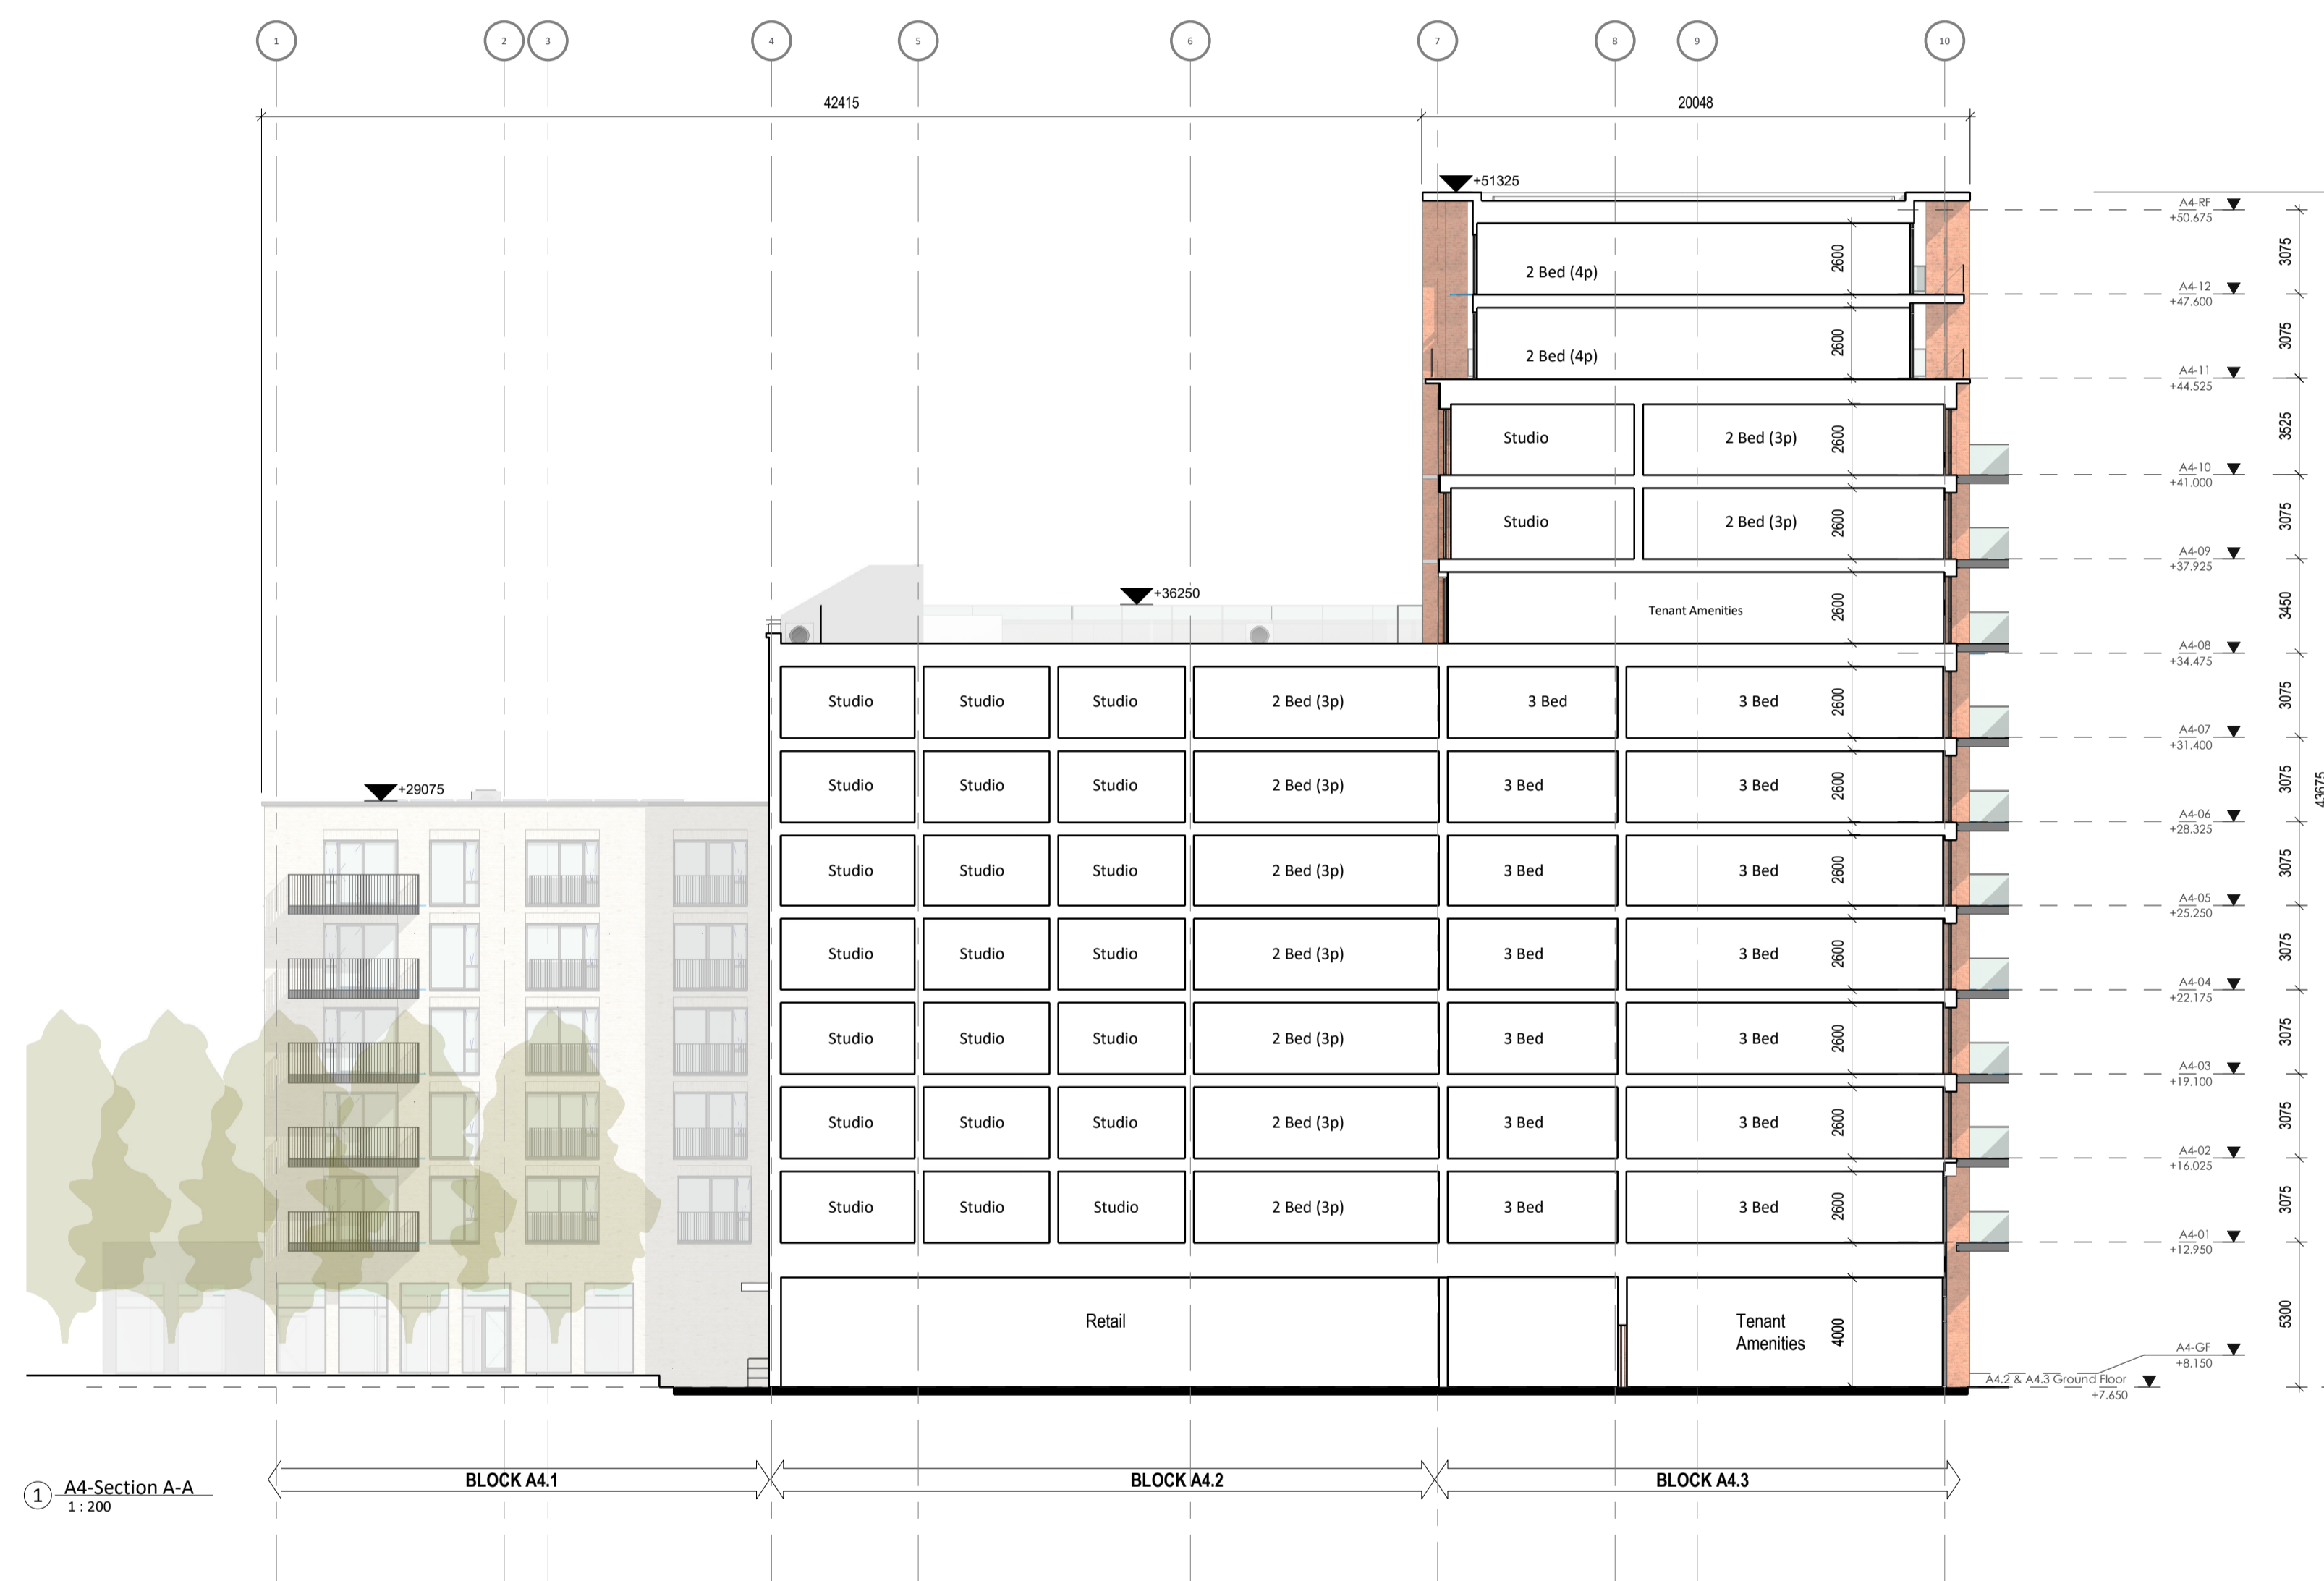 1 2 3 4 5 6 7 8 9 10
42415 20048
+51325
A4-RF
+50.675
3075
2 Bed (4p) 2600
A4-12
+47.600
3075
2 Bed (4p) 2600
A4-11
+44.525
3525
Studio 2 Bed (3p) 2600
A4-10
+41.000
3075
Studio 2 Bed (3p) 2600
A4-09
+37.925
3450
+36250
Tenant Amenities 2600
A4-08
+34.475
3075
Studio Studio Studio 2 Bed (3p) 3 Bed 3 Bed 2600
A4-07
+31.400
3075
43675
+29075
Studio Studio Studio 2 Bed (3p) 3 Bed 3 Bed 2600
A4-06
+28.325
3075
Studio Studio Studio 2 Bed (3p) 3 Bed 3 Bed 2600
A4-05
+25.250
3075
Studio Studio Studio 2 Bed (3p) 3 Bed 3 Bed 2600
A4-04
+22.175
3075
Studio Studio Studio 2 Bed (3p) 3 Bed 3 Bed 2600
A4-03
+19.100
3075
Studio Studio Studio 2 Bed (3p) 3 Bed 3 Bed 2600
A4-02
+16.025
3075
Studio Studio Studio 2 Bed (3p) 3 Bed 3 Bed 2600
A4-01
+12.950
5300
Retail
Tenant
Amenities
4000
A4-GF
+8.150
A4.2 & A4.3 Ground Floor
+7.650
BLOCK A4.1 BLOCK A4.2 BLOCK A4.3
1 A4-Section A-A
1 : 200